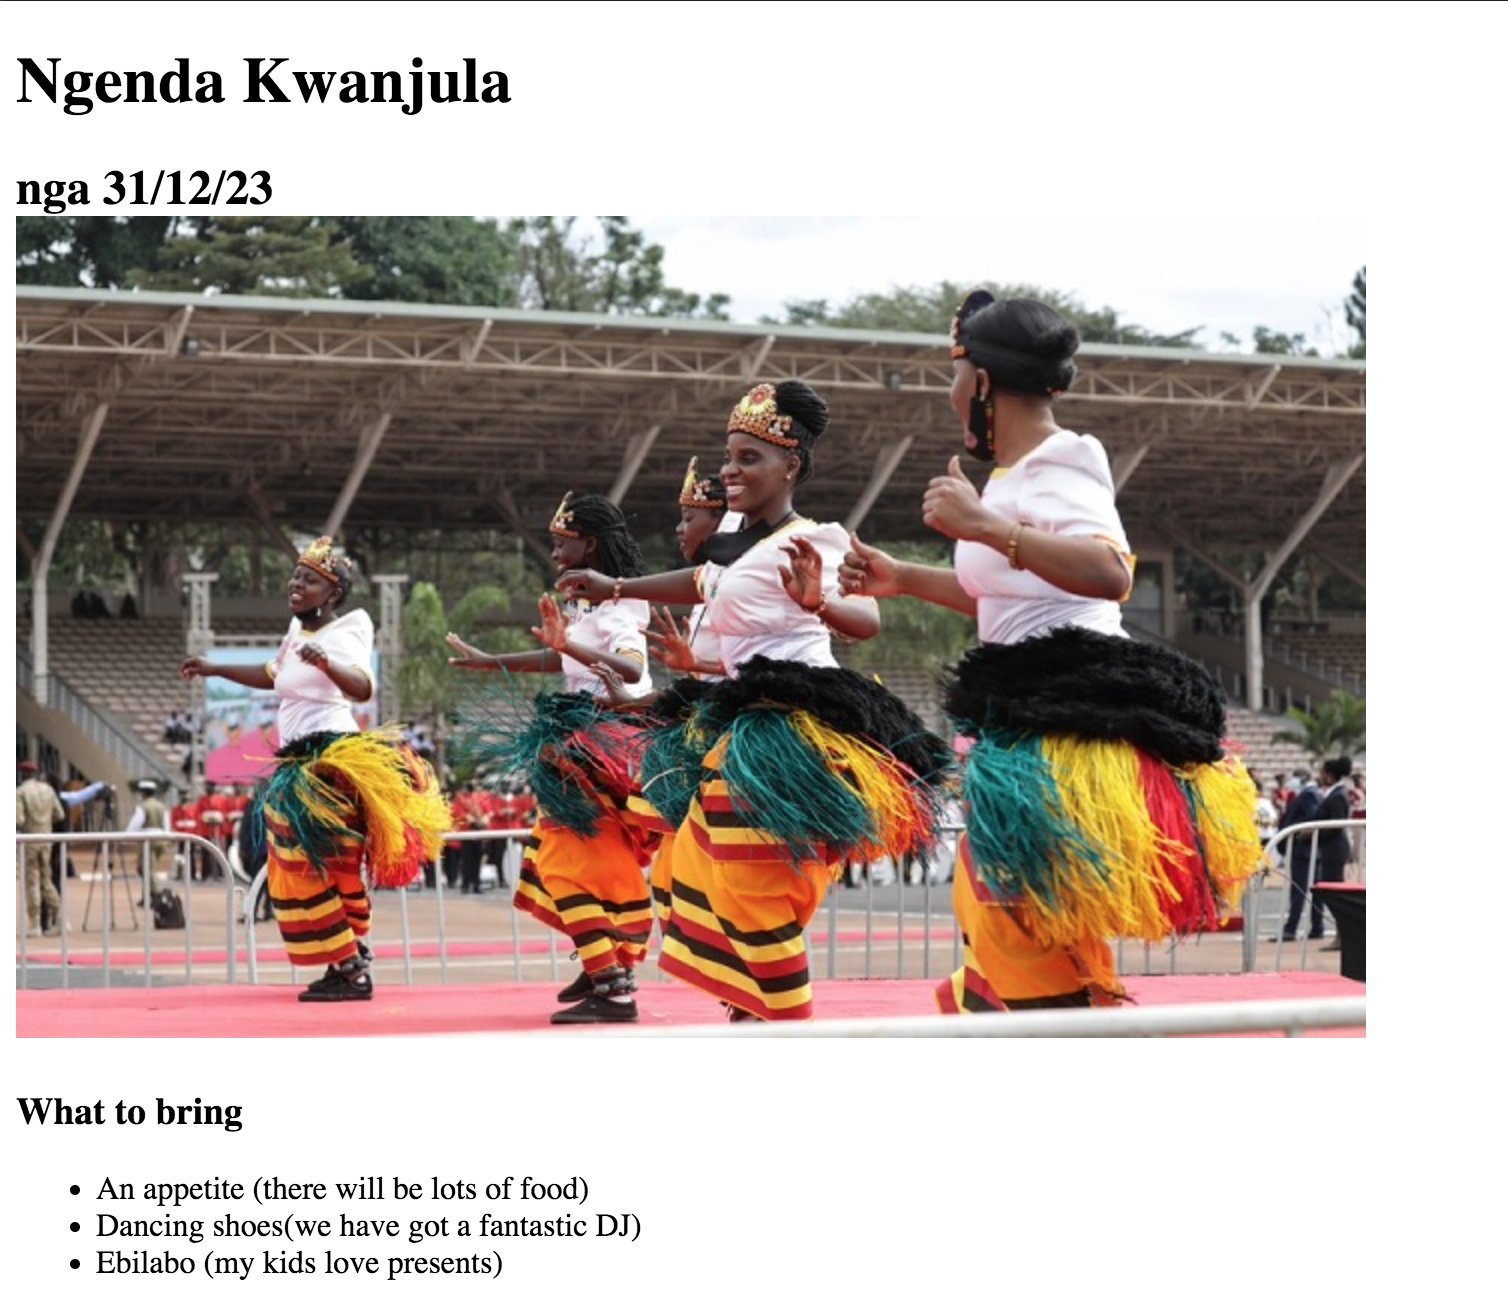 Ngenda Kwanjula
nga 31/12/23
What to bring
An appetite (there will be lots of food)
Dancing shoes(we have got a fantastic DJ)
Ebilabo (my kids love presents)